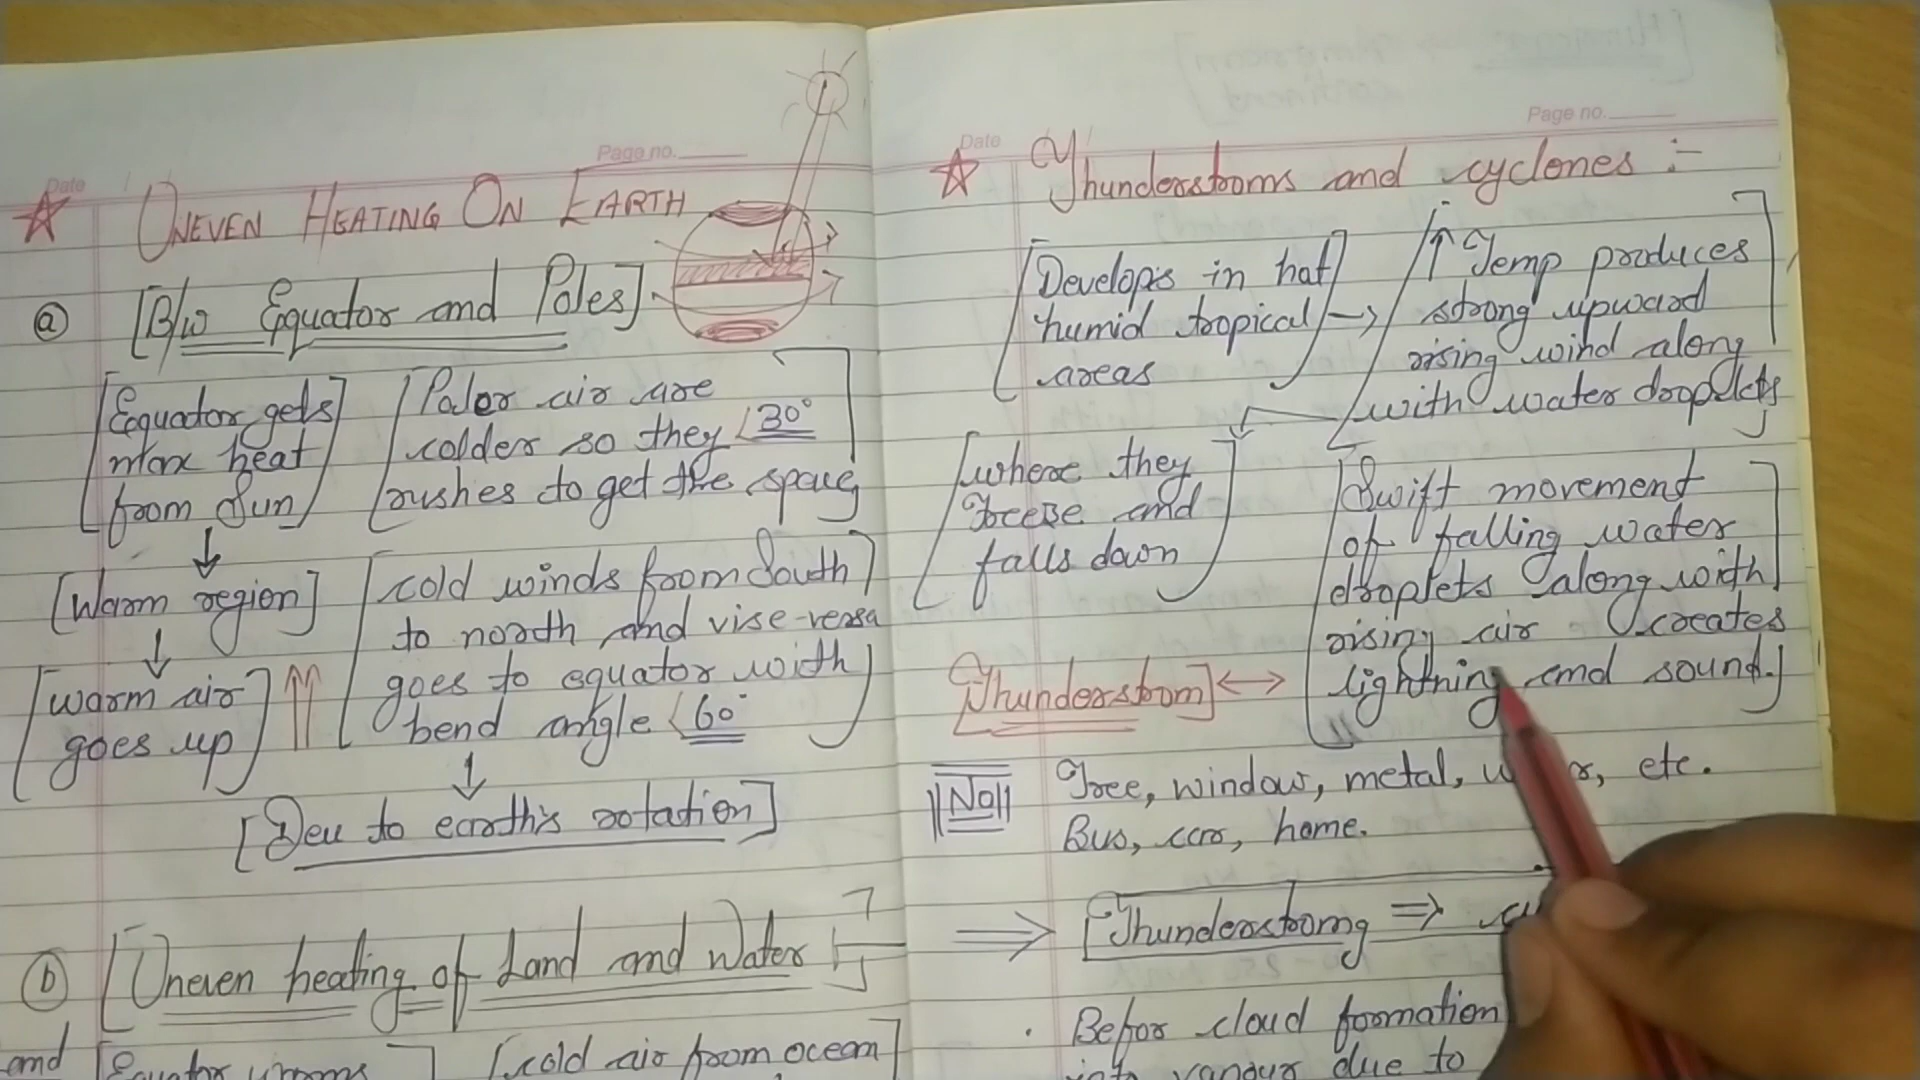 Date
Page no.
UNEVEN HEATING ON EARTH
(a) [B/w Equator and Poles]
[Equator gets
max heat
from Sun]
[Poler air are
colder so they <30°
rushes to get the space]
[Warm region]
[cold winds from South
to north and vise-versa
goes to equator with
bend angle <60°
[warm air
goes up]
[Deu to earth's rotation]
(b) [Uneven heating of Land and Water]
and
[cold air from ocean]
Date
Page no.
Thunderstroms and cyclones :-
[Develops in hot
humid tropical
areas
→
[↑ Temp produces
strong upward
rising wind along
with water droplets]
[where they
freeze and
falls down
[Swift movement
of falling water
droplets along with
rising air creates
lightning and sound.]
[Thunderstrom] ↔
||No|| Tree, window, metal, etc.
Bus, car, home.
⇒ [Thunderstromg ⇒
. Befor cloud formation
due to